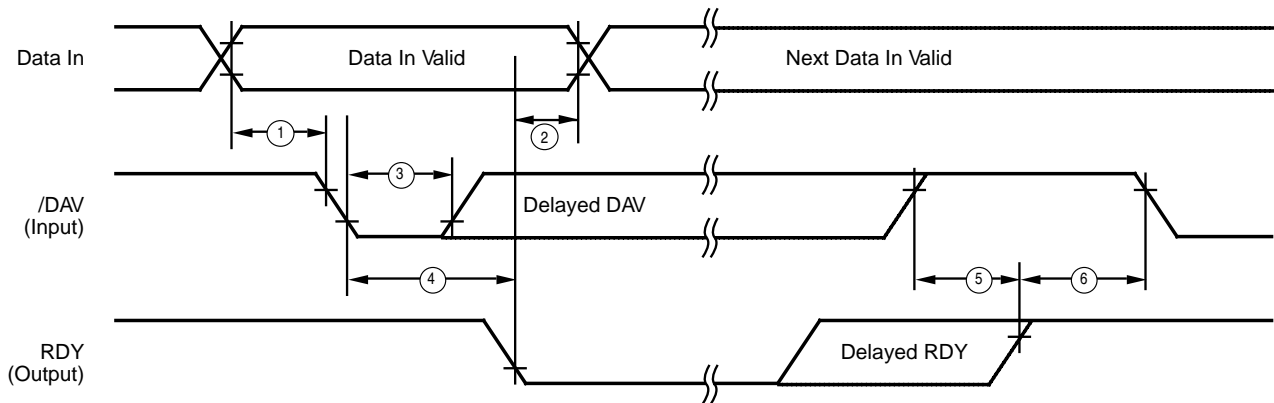 Data In
Data In Valid
Next Data In Valid
1
2
3
/DAV
(Input)
Delayed DAV
4
5
6
RDY
(Output)
Delayed RDY